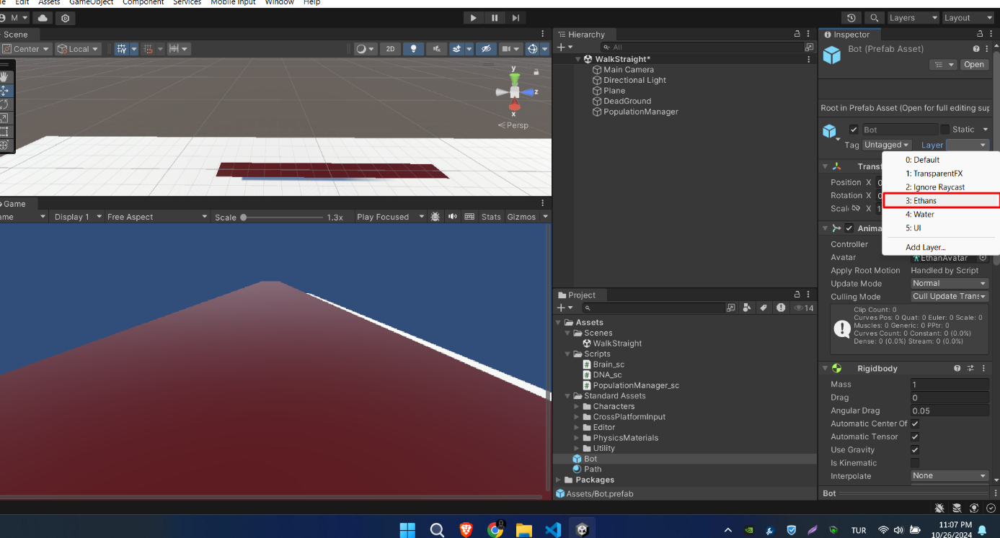 Edit Assets GameObject Component Services Mobile Input Window Help
M
Layers Layout
Scene
Center Local
2D
y
z
x
Persp
Game
Display 1 Free Aspect Scale 1.3x Play Focused Stats Gizmos
Hierarchy
All
WalkStraight*
Main Camera
Directional Light
Plane
DeadGround
PopulationManager
Project
14
Assets
Scenes
WalkStraight
Scripts
Brain_sc
DNA_sc
PopulationManager_sc
Standard Assets
Characters
CrossPlatformInput
Editor
PhysicsMaterials
Utility
Bot
Path
Packages
Assets/Bot.prefab
Inspector
Bot (Prefab Asset)
Open
Root in Prefab Asset (Open for full editing sup
Bot Static
Tag Untagged Layer
0: Default
1: TransparentFX
2: Ignore Raycast
3: Ethans
4: Water
5: UI
Add Layer...
Transf
Position X 0
Rotation X 0
Scale X 1
Anima
Controller
Avatar EthanAvatar
Apply Root Motion Handled by Script
Update Mode Normal
Culling Mode Cull Update Trans
Clip Count: 0
Curves Pos: 0 Quat: 0 Euler: 0 Scale: 0
Muscles: 0 Generic: 0 PPtr: 0
Curves Count: 0 Constant: 0 (0.0%)
Dense: 0 (0.0%) Stream: 0 (0.0%)
Rigidbody
Mass 1
Drag 0
Angular Drag 0.05
Automatic Center Of
Automatic Tensor
Use Gravity
Is Kinematic
Interpolate None
Bot
TUR
11:07 PM
10/26/2024